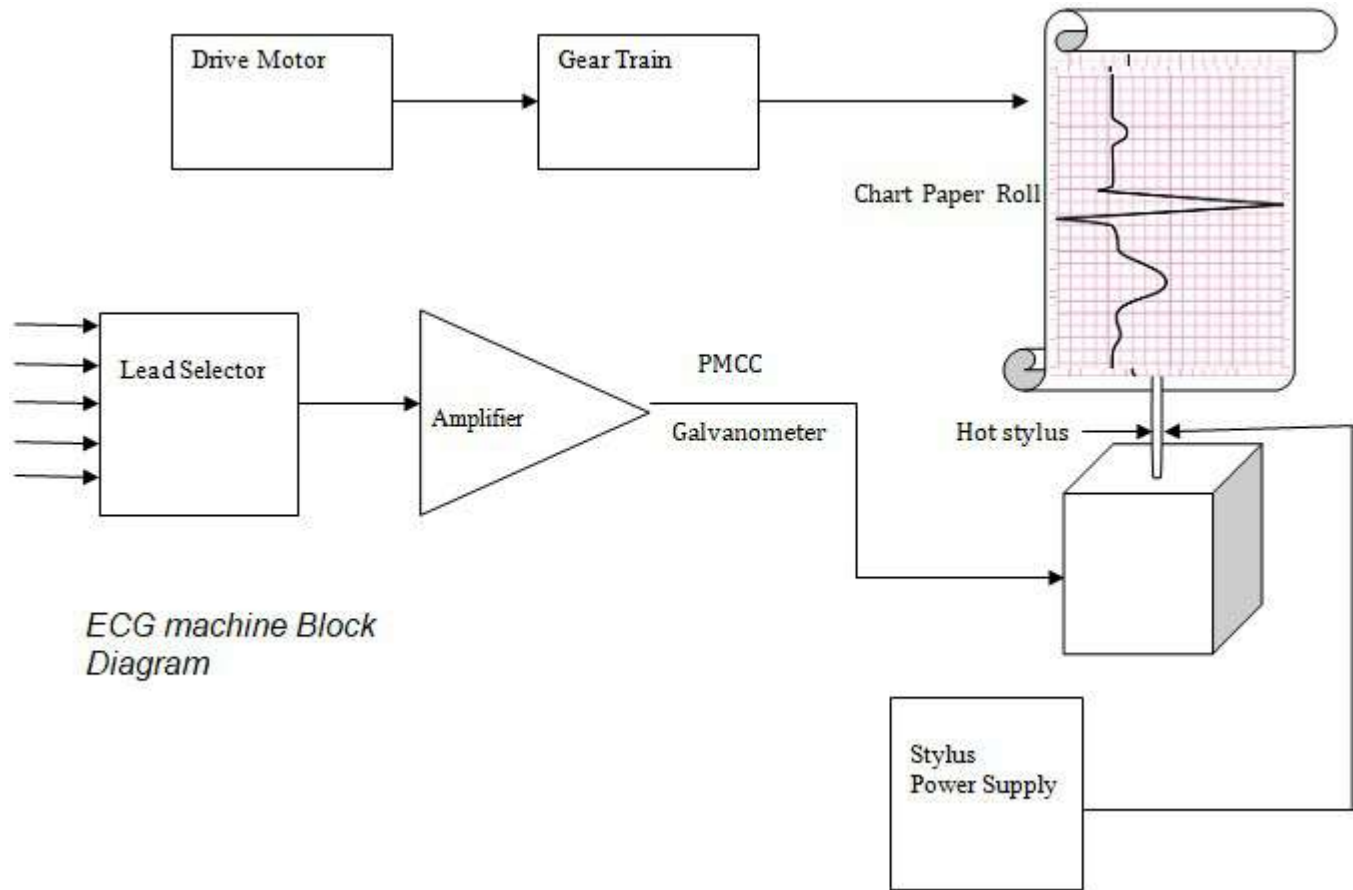 Drive Motor
Gear Train
Chart Paper Roll
Lead Selector
Amplifier
PMCC
Galvanometer
Hot stylus
ECG machine Block
Diagram
Stylus
Power Supply